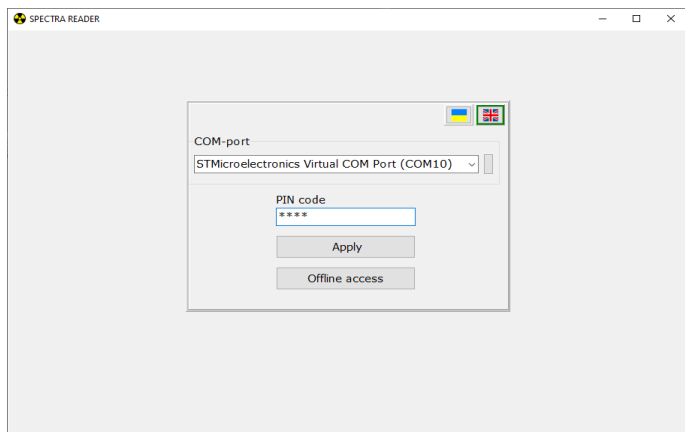 SPECTRA READER
COM-port
STMicroelectronics Virtual COM Port (COM10)
PIN code
****
Apply
Offline access